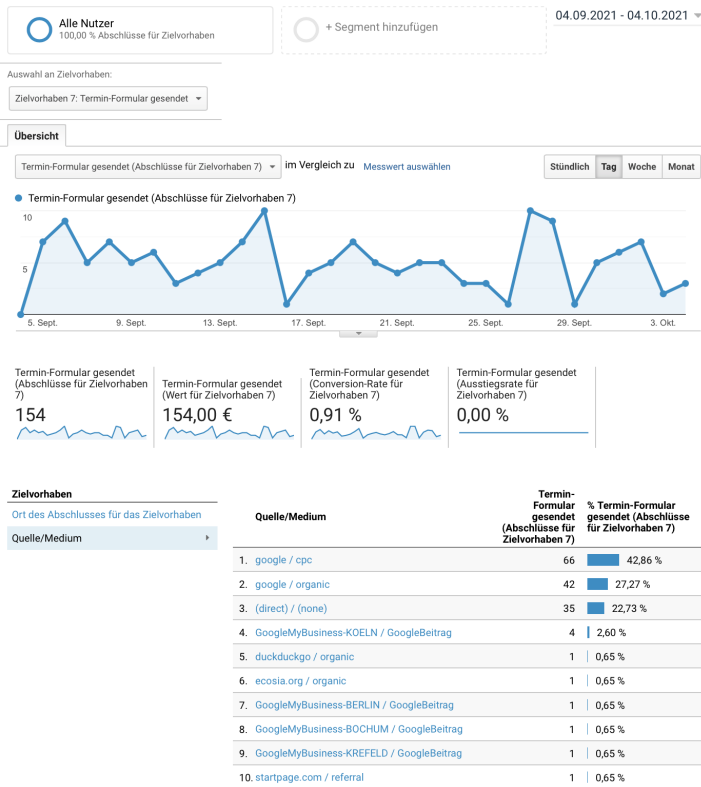 Alle Nutzer
100,00 % Abschlüsse für Zielvorhaben
+ Segment hinzufügen
04.09.2021 - 04.10.2021
Auswahl an Zielvorhaben:
Zielvorhaben 7: Termin-Formular gesendet
Übersicht
Termin-Formular gesendet (Abschlüsse für Zielvorhaben 7)
im Vergleich zu
Messwert auswählen
Stündlich
Tag
Woche
Monat
Termin-Formular gesendet (Abschlüsse für Zielvorhaben 7)
10
5
5. Sept.
9. Sept.
13. Sept.
17. Sept.
21. Sept.
25. Sept.
29. Sept.
3. Okt.
Termin-Formular gesendet
(Abschlüsse für Zielvorhaben
7)
154
Termin-Formular gesendet
(Wert für Zielvorhaben 7)
154,00 €
Termin-Formular gesendet
(Conversion-Rate für
Zielvorhaben 7)
0,91 %
Termin-Formular gesendet
(Ausstiegsrate für
Zielvorhaben 7)
0,00 %
Zielvorhaben
Ort des Abschlusses für das Zielvorhaben
Quelle/Medium
Quelle/Medium
Termin-
Formular
gesendet
(Abschlüsse für
Zielvorhaben 7)
% Termin-Formular
gesendet (Abschlüsse
für Zielvorhaben 7)
1. google / cpc 66 42,86 %
2. google / organic 42 27,27 %
3. (direct) / (none) 35 22,73 %
4. GoogleMyBusiness-KOELN / GoogleBeitrag 4 2,60 %
5. duckduckgo / organic 1 0,65 %
6. ecosia.org / organic 1 0,65 %
7. GoogleMyBusiness-BERLIN / GoogleBeitrag 1 0,65 %
8. GoogleMyBusiness-BOCHUM / GoogleBeitrag 1 0,65 %
9. GoogleMyBusiness-KREFELD / GoogleBeitrag 1 0,65 %
10. startpage.com / referral 1 0,65 %